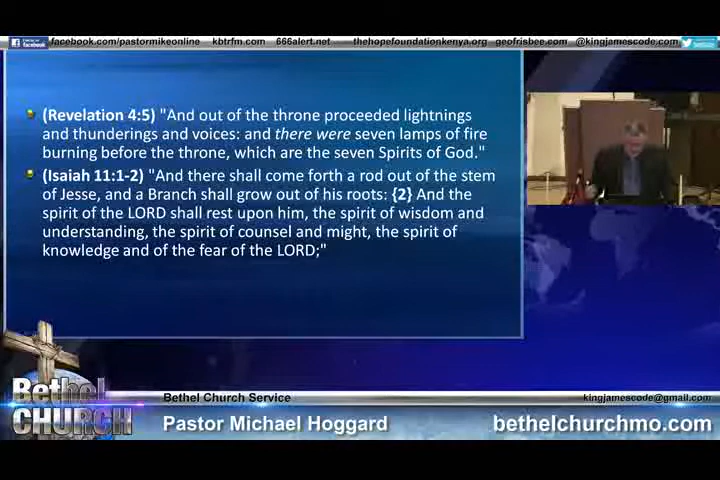 facebook.com/pastormikeonline kbtrfm.com 666alert.net thehopefoundationkenya.org geofrisbee.com @kingjamescode.com
(Revelation 4:5) "And out of the throne proceeded lightnings
and thunderings and voices: and there were seven lamps of fire
burning before the throne, which are the seven Spirits of God."
(Isaiah 11:1-2) "And there shall come forth a rod out of the stem
of Jesse, and a Branch shall grow out of his roots: {2} And the
spirit of the LORD shall rest upon him, the spirit of wisdom and
understanding, the spirit of counsel and might, the spirit of
knowledge and of the fear of the LORD;"
Bethel
CHURCH
Bethel Church Service
kingjamescode@gmail.com
Pastor Michael Hoggard
bethelchurchmo.com